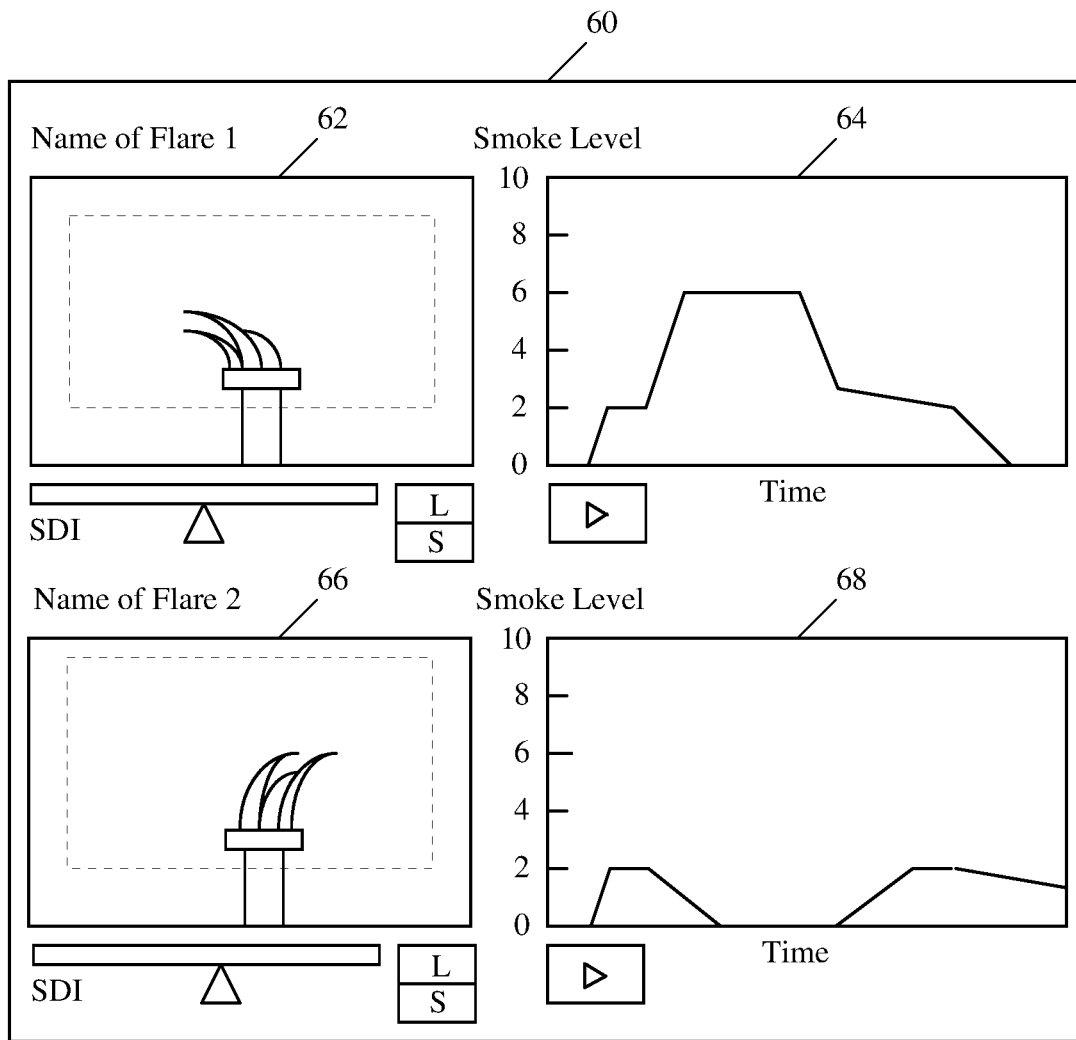 60
Name of Flare 1
62
Smoke Level
64
10
8
6
4
2
0
Time
SDI
L
S
Name of Flare 2
66
Smoke Level
68
10
8
6
4
2
0
Time
SDI
L
S